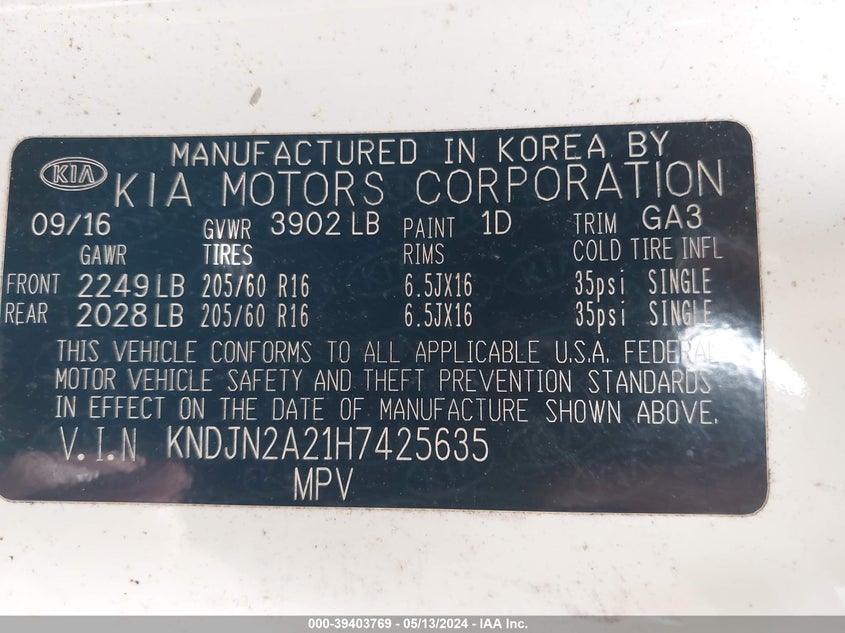 MANUFACTURED IN KOREA BY
KIA KIA MOTORS CORPORATION
09/16 GVWR 3902 LB PAINT 1D TRIM GA3
GAWR TIRES RIMS COLD TIRE INFL
FRONT 2249 LB 205/60 R16 6.5JX16 35psi SINGLE
REAR 2028 LB 205/60 R16 6.5JX16 35psi SINGLE
THIS VEHICLE CONFORMS TO ALL APPLICABLE U.S.A. FEDERAL
MOTOR VEHICLE SAFETY AND THEFT PREVENTION STANDARDS
IN EFFECT ON THE DATE OF MANUFACTURE SHOWN ABOVE.
V.I.N KNDJN2A21H7425635
MPV
000-39403769 - 05/13/2024 - IAA Inc.